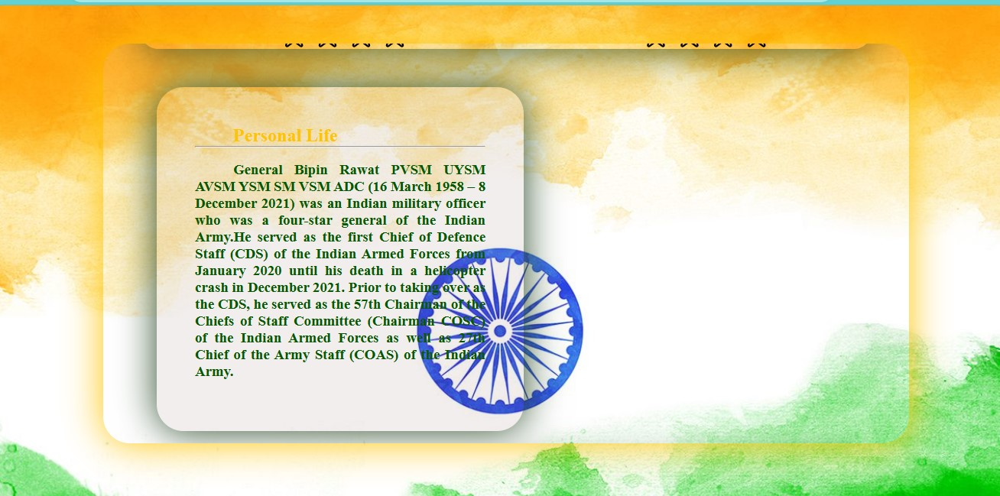 Personal Life
General Bipin Rawat PVSM UYSM
AVSM YSM SM VSM ADC (16 March 1958 – 8
December 2021) was an Indian military officer
who was a four-star general of the Indian
Army.He served as the first Chief of Defence
Staff (CDS) of the Indian Armed Forces from
January 2020 until his death in a helicopter
crash in December 2021. Prior to taking over as
the CDS, he served as the 57th Chairman of the
Chiefs of Staff Committee (Chairman COSC)
of the Indian Armed Forces as well as 27th
Chief of the Army Staff (COAS) of the Indian
Army.